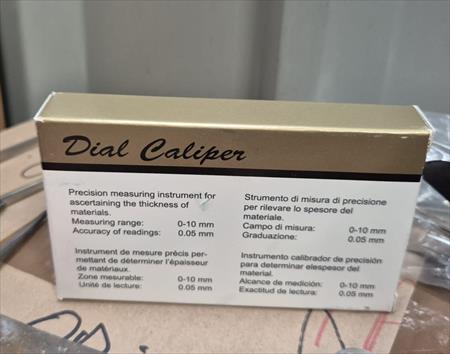 Dial Caliper
Precision measuring instrument for
ascertaining the thickness of
materials.
Measuring range: 0-10 mm
Accuracy of readings: 0.05 mm
Instrument de mesure précis per-
mettant de déterminer l'épaisseur
de matériaux.
Zone mesurable: 0-10 mm
Unité de lecture: 0.05 mm
Strumento di misura di precisione
per rilevare lo spesore del
materiale.
Campo di misura: 0-10 mm
Graduazione: 0.05 mm
Instrumento calibrador de precisión
para determinar elespesor del
material.
Alcance de medición: 0-10 mm
Exactitud de lectura: 0.05 mm